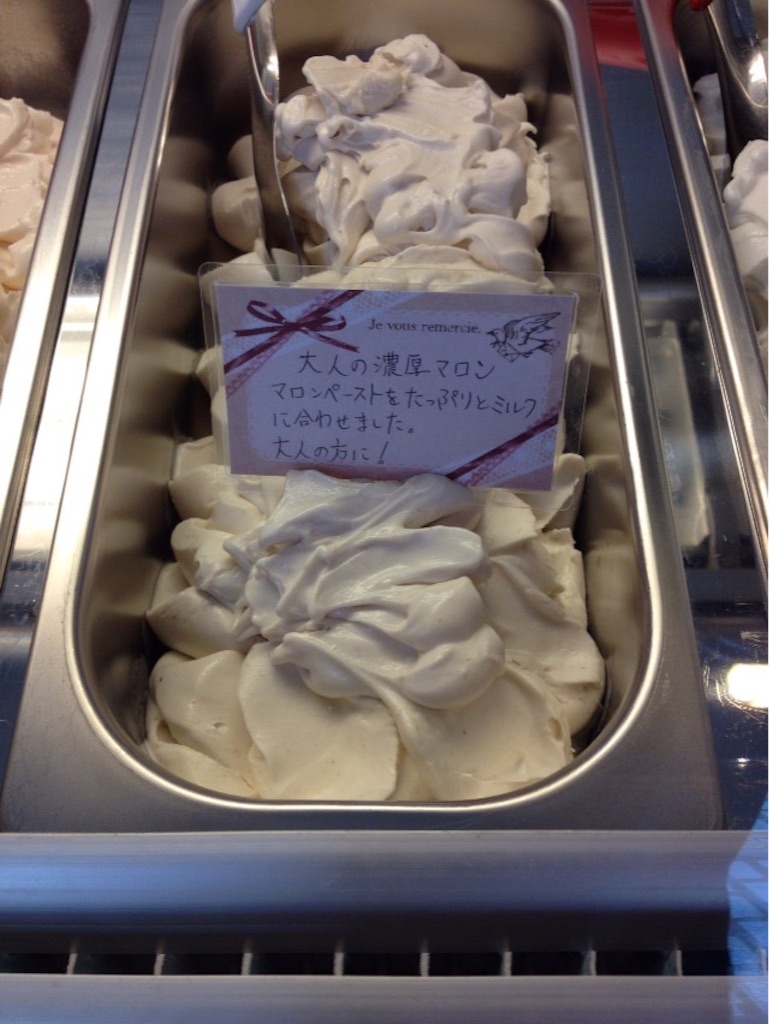 Je vous remercie.
大人の濃厚マロン
マロンペーストをたっぷりとミルク
に合わせました。
大人の方に!